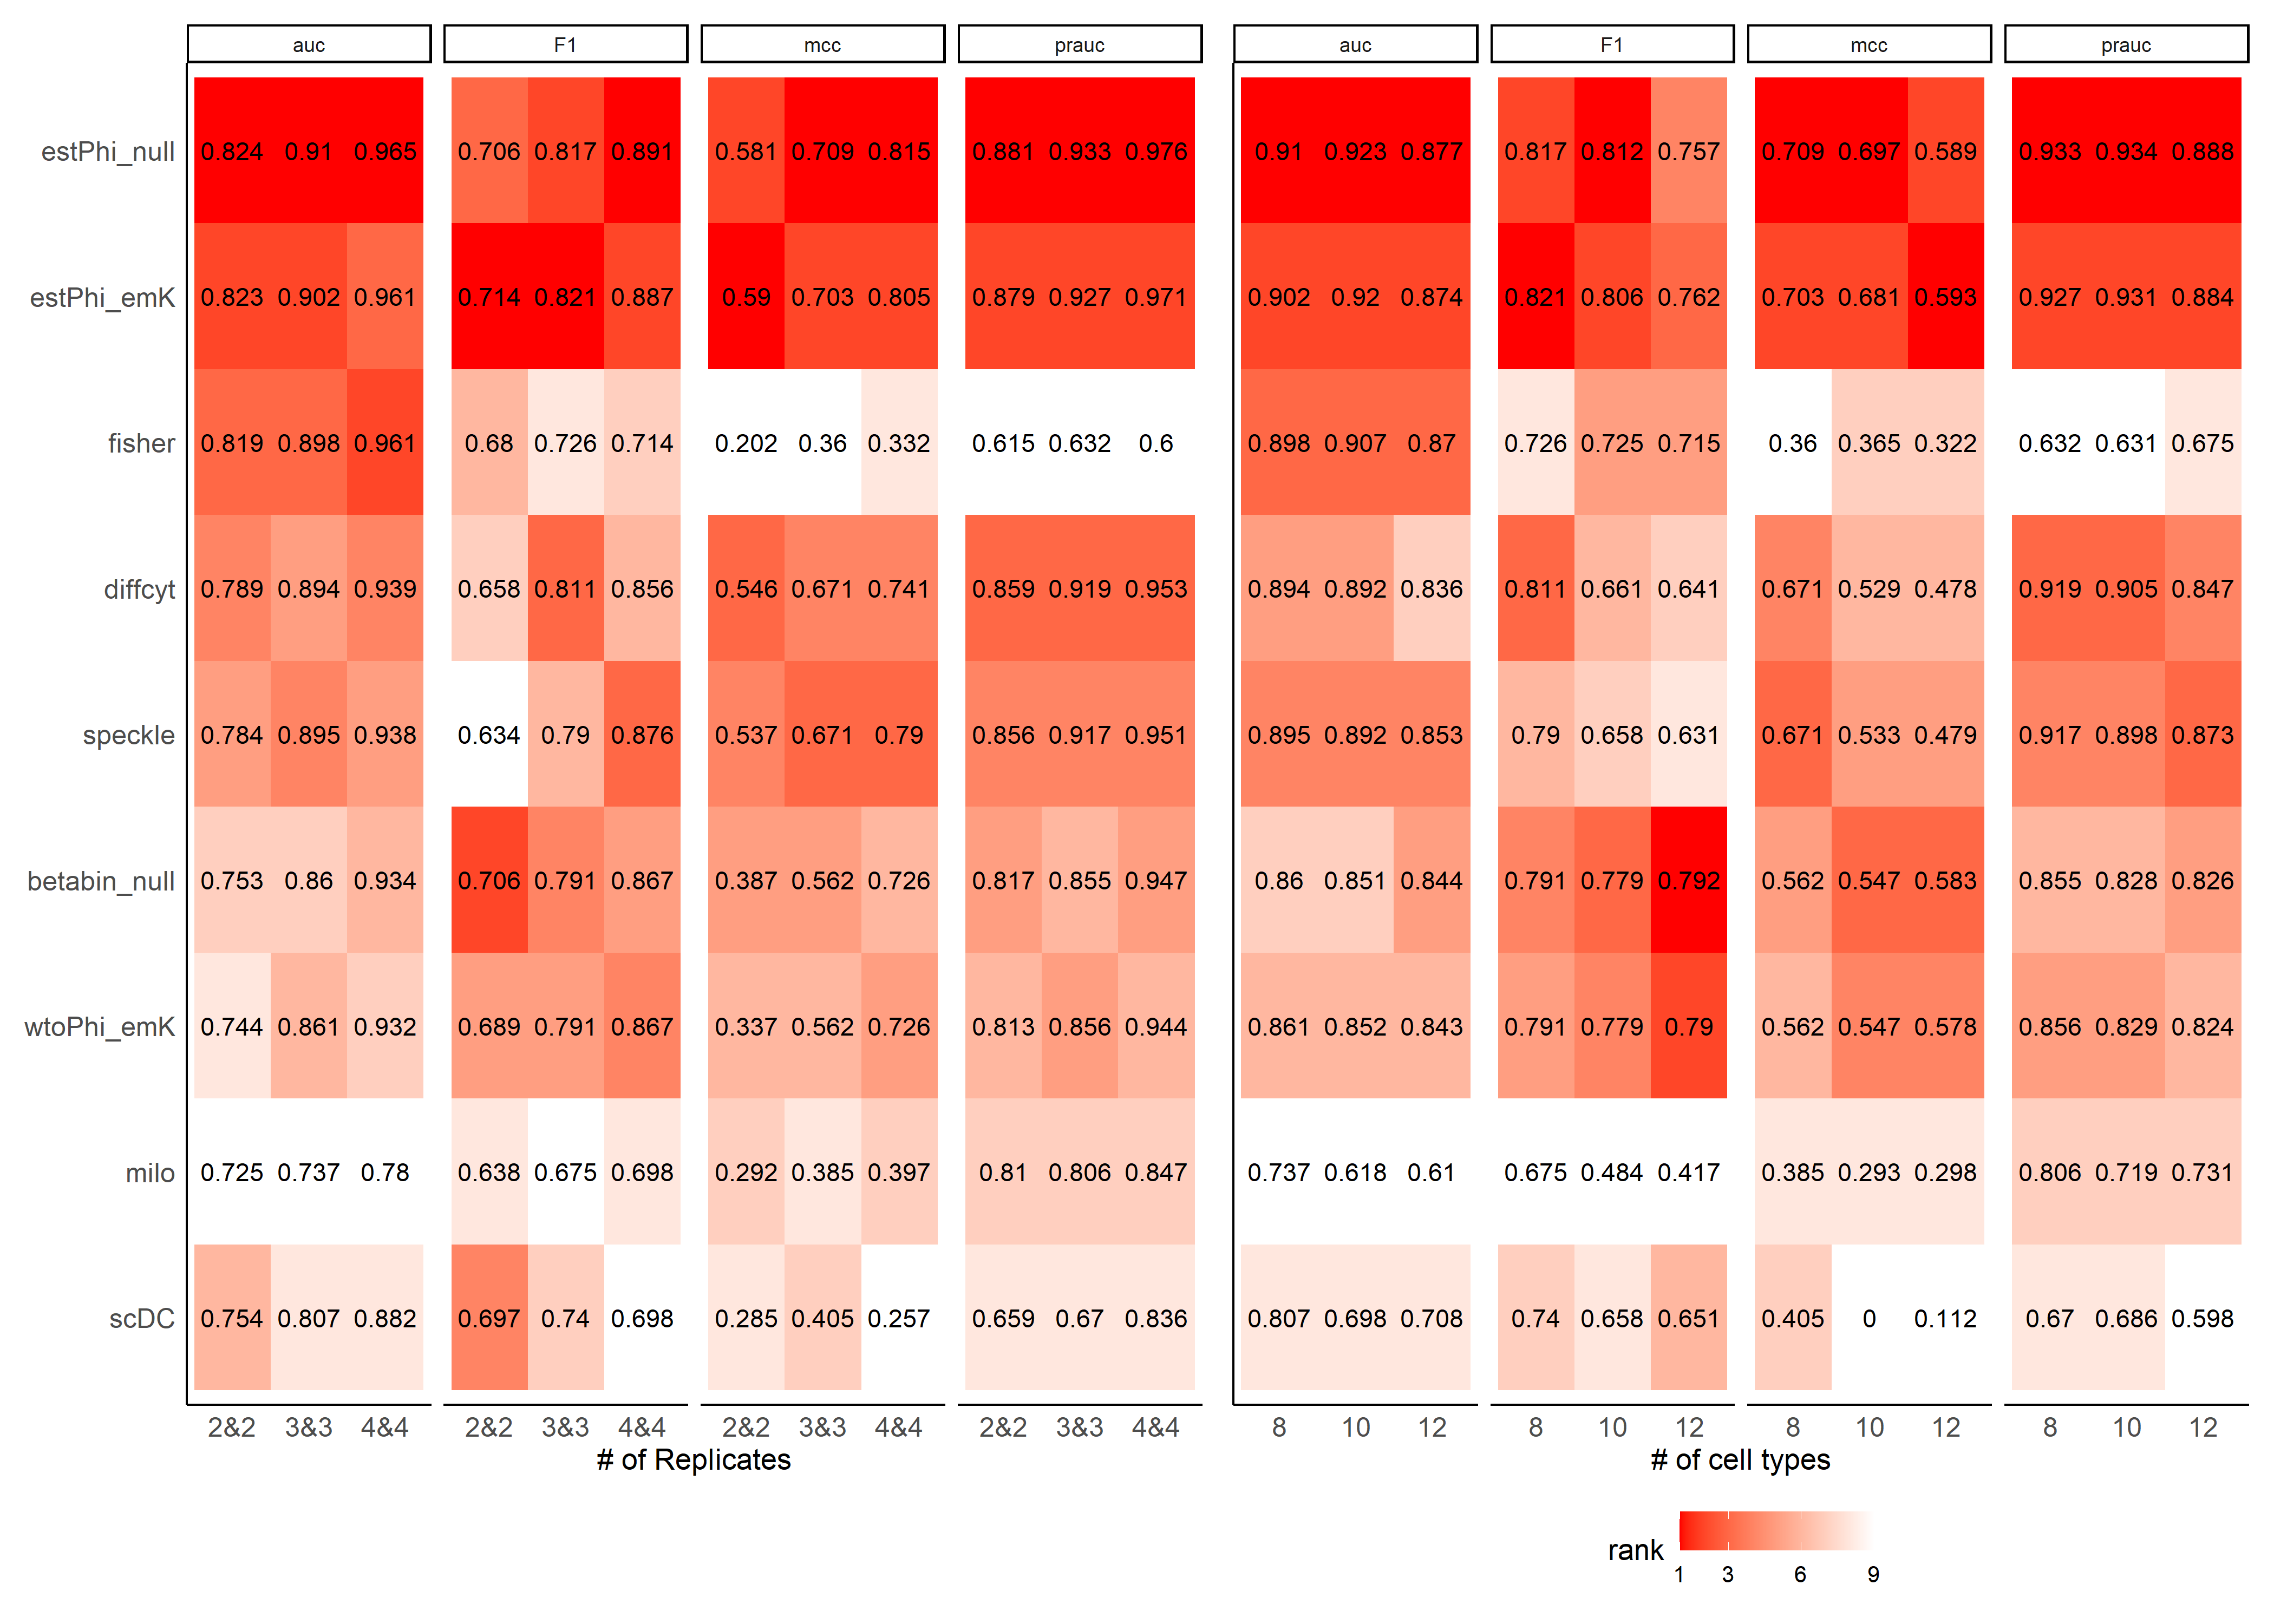 auc F1 mcc prauc auc F1 mcc prauc
estPhi_null 0.824 0.91 0.965 0.706 0.817 0.891 0.581 0.709 0.815 0.881 0.933 0.976 0.91 0.923 0.877 0.817 0.812 0.757 0.709 0.697 0.589 0.933 0.934 0.888
estPhi_emK 0.823 0.902 0.961 0.714 0.821 0.887 0.59 0.703 0.805 0.879 0.927 0.971 0.902 0.92 0.874 0.821 0.806 0.762 0.703 0.681 0.593 0.927 0.931 0.884
fisher 0.819 0.898 0.961 0.68 0.726 0.714 0.202 0.36 0.332 0.615 0.632 0.6 0.898 0.907 0.87 0.726 0.725 0.715 0.36 0.365 0.322 0.632 0.631 0.675
diffcyt 0.789 0.894 0.939 0.658 0.811 0.856 0.546 0.671 0.741 0.859 0.919 0.953 0.894 0.892 0.836 0.811 0.661 0.641 0.671 0.529 0.478 0.919 0.905 0.847
speckle 0.784 0.895 0.938 0.634 0.79 0.876 0.537 0.671 0.79 0.856 0.917 0.951 0.895 0.892 0.853 0.79 0.658 0.631 0.671 0.533 0.479 0.917 0.898 0.873
betabin_null 0.753 0.86 0.934 0.706 0.791 0.867 0.387 0.562 0.726 0.817 0.855 0.947 0.86 0.851 0.844 0.791 0.779 0.792 0.562 0.547 0.583 0.855 0.828 0.826
wtoPhi_emK 0.744 0.861 0.932 0.689 0.791 0.867 0.337 0.562 0.726 0.813 0.856 0.944 0.861 0.852 0.843 0.791 0.779 0.79 0.562 0.547 0.578 0.856 0.829 0.824
milo 0.725 0.737 0.78 0.638 0.675 0.698 0.292 0.385 0.397 0.81 0.806 0.847 0.737 0.618 0.61 0.675 0.484 0.417 0.385 0.293 0.298 0.806 0.719 0.731
scDC 0.754 0.807 0.882 0.697 0.74 0.698 0.285 0.405 0.257 0.659 0.67 0.836 0.807 0.698 0.708 0.74 0.658 0.651 0.405 0 0.112 0.67 0.686 0.598
2&2 3&3 4&4 2&2 3&3 4&4 2&2 3&3 4&4 2&2 3&3 4&4 8 10 12 8 10 12 8 10 12 8 10 12
# of Replicates # of cell types
rank
1 3 6 9